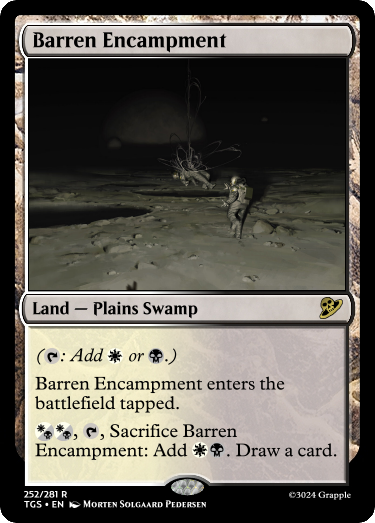 Barren Encampment
Land — Plains Swamp
(: Add or .)
Barren Encampment enters the
battlefield tapped.
, , Sacrifice Barren
Encampment: Add . Draw a card.
252/281 R
TGS • EN Morten Solgaard Pedersen
©3024 Grapple